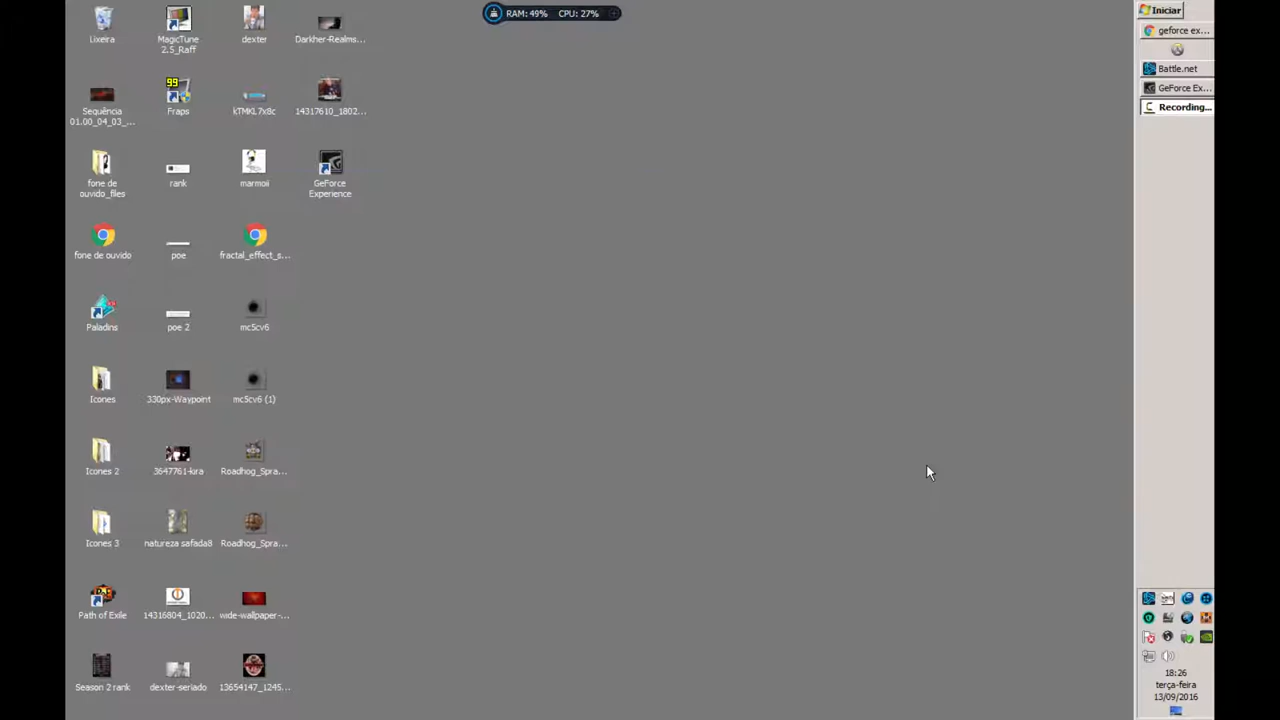 RAM: 49% CPU: 27%
Lixeira
MagicTune
2.5_Raff
dexter
Darkher-Realms...
Sequência
01.00_04_03_...
99
Fraps
kTMKL7x8c
14317610_1802...
fone de
ouvido_files
rank
marmoii
GeForce
Experience
fone de ouvido
poe
fractal_effect_s...
Paladins
poe 2
mc5cv6
Icones
330px-Waypoint
mc5cv6 (1)
Icones 2
3647761-kira
Roadhog_Spra...
Icones 3
natureza safada8
Roadhog_Spra...
Path of Exile
14316804_1020...
wide-wallpaper-...
Season 2 rank
dexter-seriado
13654147_1245...
Iniciar
geforce ex...
Battle.net
GeForce Ex...
Recording...
18:26
terça-feira
13/09/2016